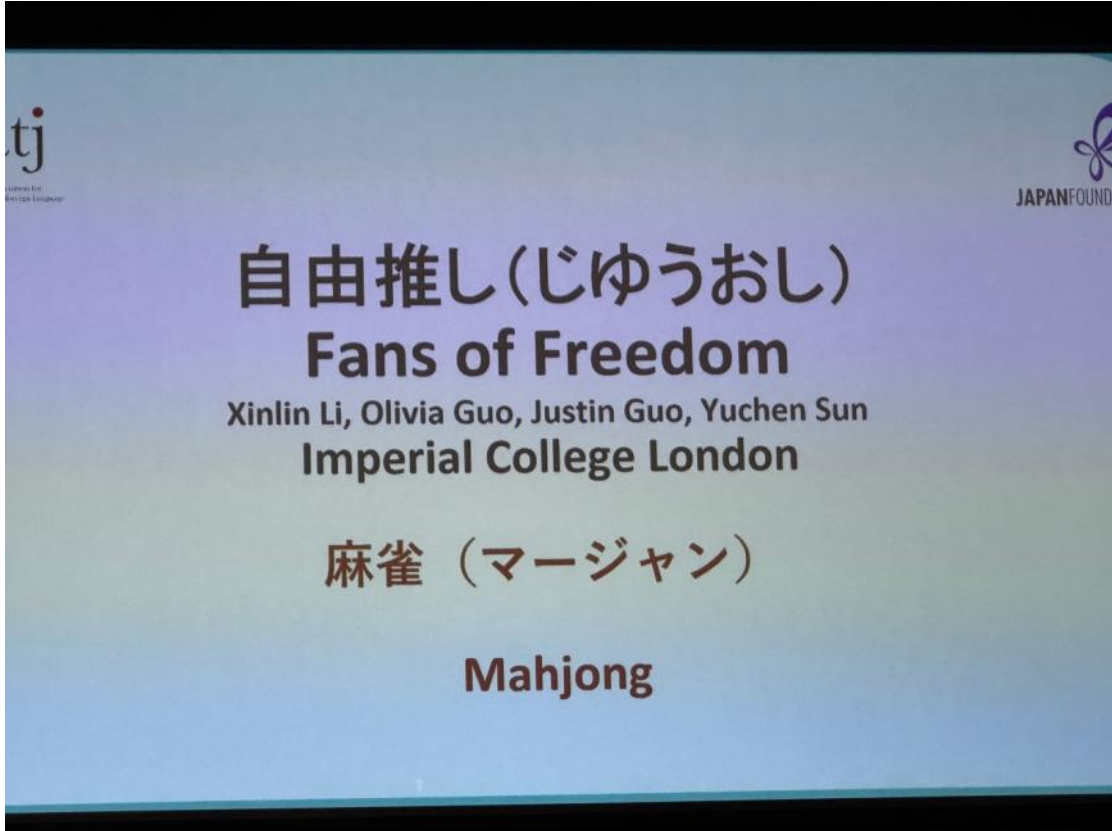 tj
JAPANFOUND
自由推し(じゆうおし)
Fans of Freedom
Xinlin Li, Olivia Guo, Justin Guo, Yuchen Sun
Imperial College London
麻雀（マージャン）
Mahjong